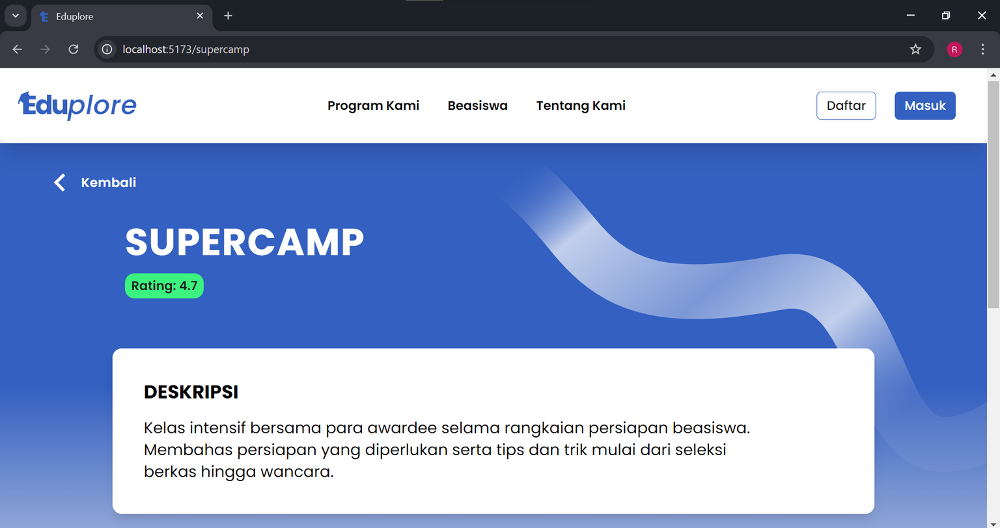 Eduplore
localhost:5173/supercamp
R
Eduplore
Program Kami
Beasiswa
Tentang Kami
Daftar
Masuk
Kembali
SUPERCAMP
Rating: 4.7
DESKRIPSI
Kelas intensif bersama para awardee selama rangkaian persiapan beasiswa.
Membahas persiapan yang diperlukan serta tips dan trik mulai dari seleksi
berkas hingga wancara.